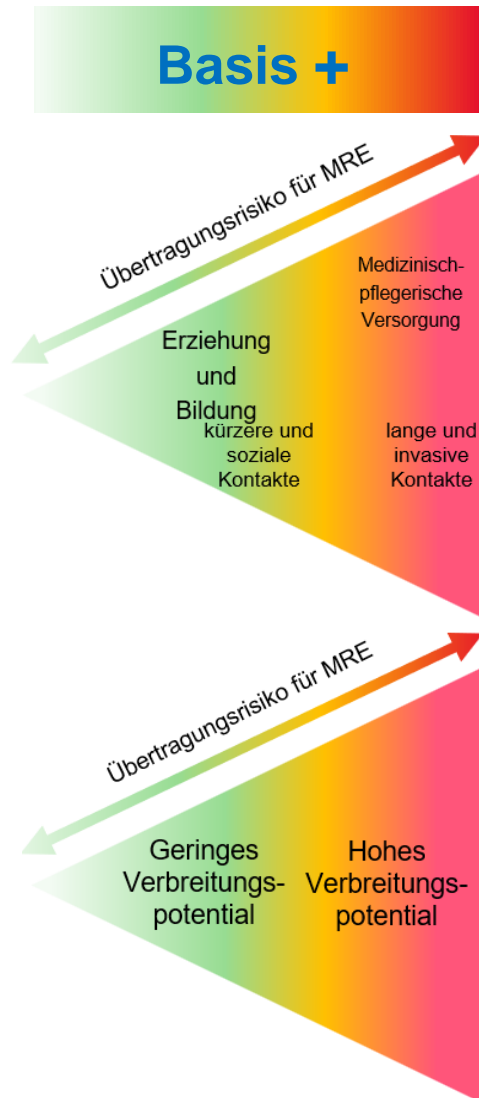 Basis +
Übertragungsrisiko für MRE
Medizinisch-
pflegerische
Versorgung
Erziehung
und
Bildung
kürzere und
soziale
Kontakte
lange und
invasive
Kontakte
Übertragungsrisiko für MRE
Geringes
Verbreitungs-
potential
Hohes
Verbreitungs-
potential